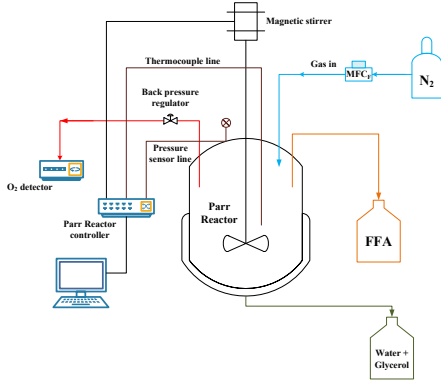 Magnetic stirrer
Thermocouple line
Gas in
MFC_F
N₂
Back pressure
regulator
Pressure
sensor line
O₂ detector
Parr
Reactor
Parr Reactor
controller
FFA
Water +
Glycerol